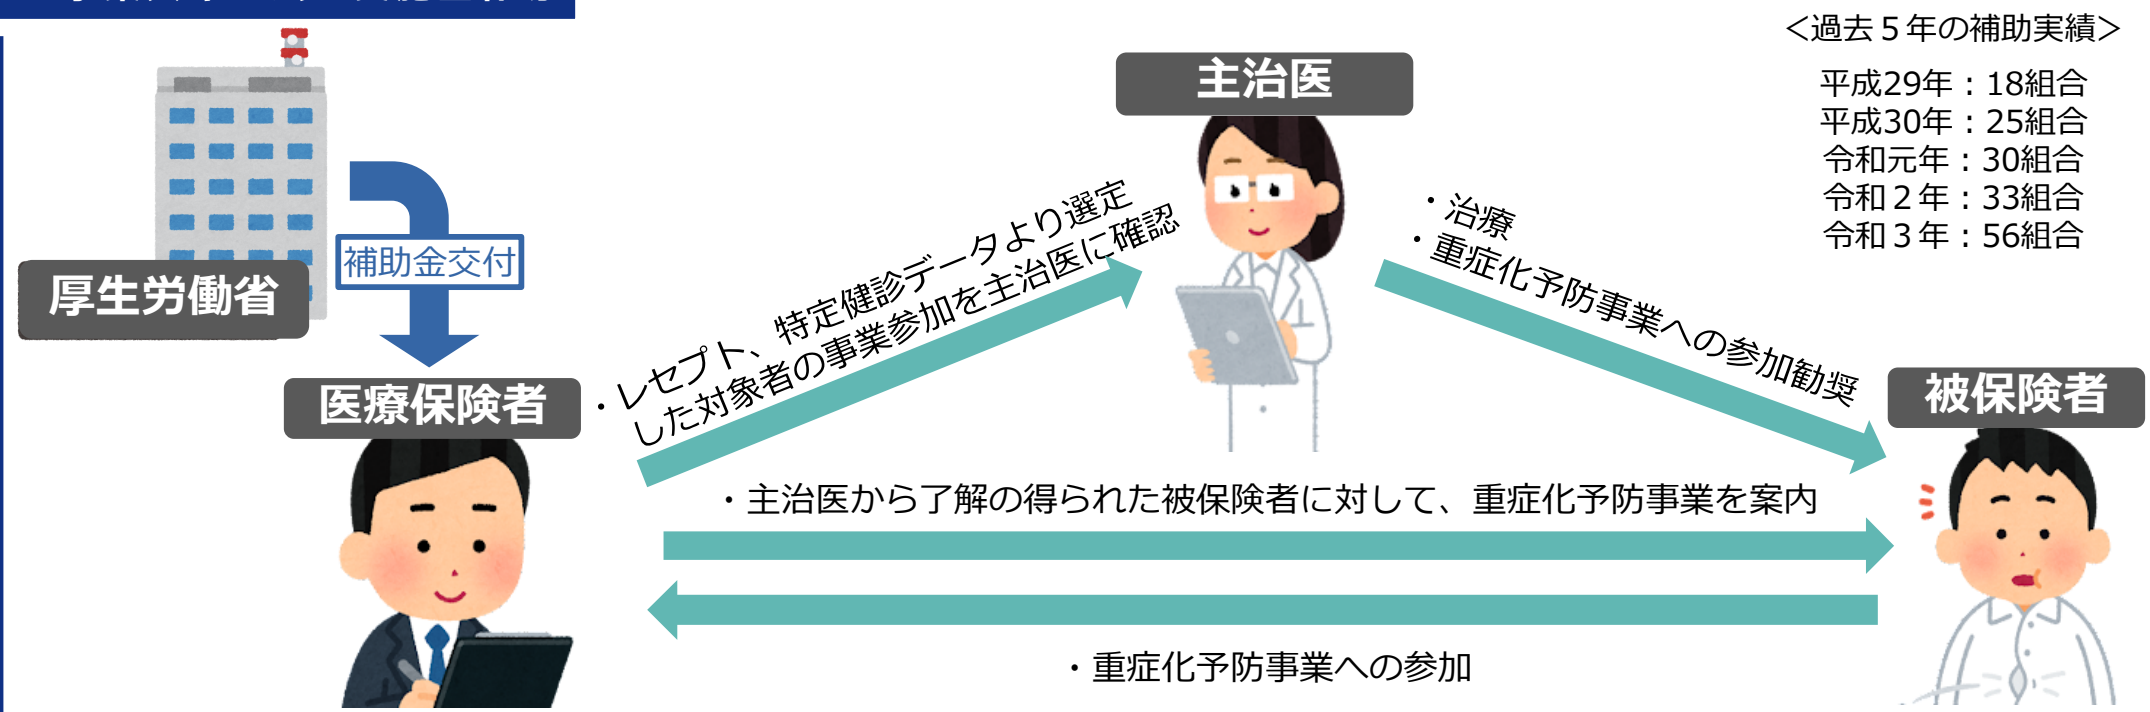 ＜過去５年の補助実績＞
平成29年：18組合
平成30年：25組合
令和元年：30組合
令和２年：33組合
令和３年：56組合
主治医
厚生労働省
補助金交付
医療保険者
・レセプト、特定健診データより選定
した対象者の事業参加を主治医に確認
・治療
・重症化予防事業への参加勧奨
被保険者
・主治医から了解の得られた被保険者に対して、重症化予防事業を案内
・重症化予防事業への参加